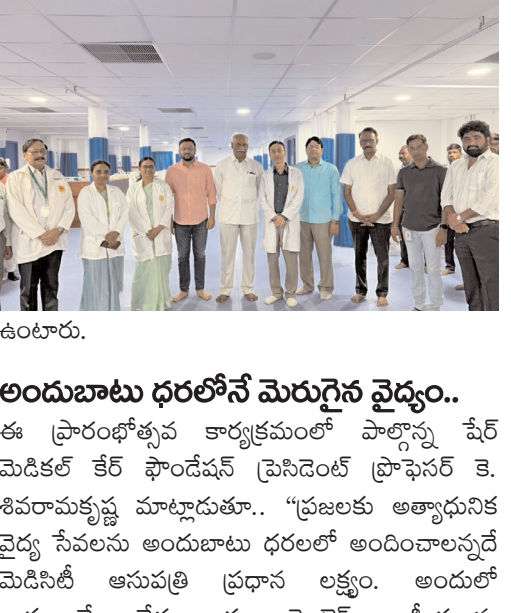 ఉంటారు.
అందుబాటు ధరలోనే మెరుగైన వైద్యం..
ఈ ప్రారంభోత్సవ కార్యక్రమంలో పాల్గొన్న షేర్
మెడికల్ కేర్ ఫౌండేషన్ ప్రెసిడెంట్ ప్రొఫెసర్ కె.
శివరామకృష్ణ మాట్లాడుతూ.. “ప్రజలకు అత్యాధునిక
వైద్య సేవలను అందుబాటు ధరలలో అందించాలన్నదే
మెడిసిటీ ఆసుపత్రి ప్రధాన లక్ష్యం. అందులో